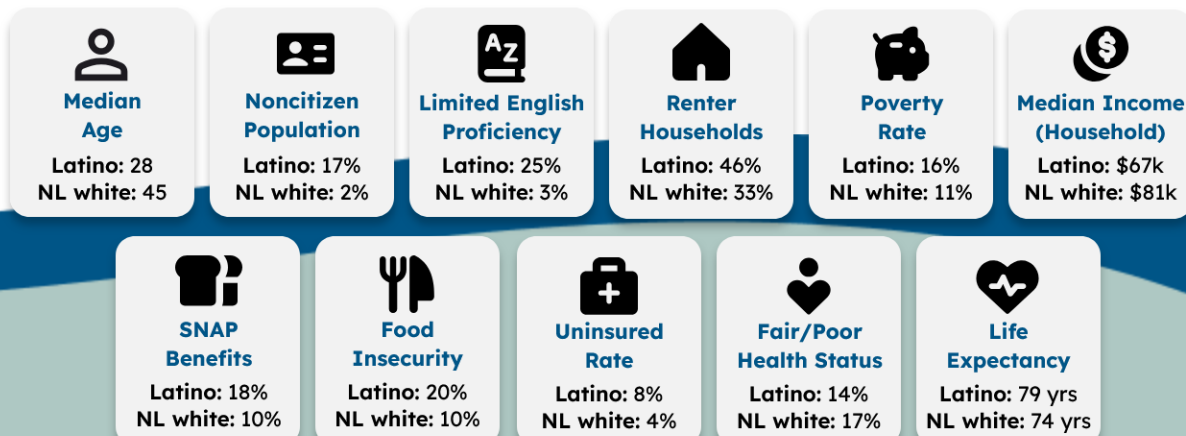 Median
Age
Latino: 28
NL white: 45
Noncitizen
Population
Latino: 17%
NL white: 2%
AZ
Limited English
Proficiency
Latino: 25%
NL white: 3%
Renter
Households
Latino: 46%
NL white: 33%
Poverty
Rate
Latino: 16%
NL white: 11%
$
Median Income
(Household)
Latino: $67k
NL white: $81k
SNAP
Benefits
Latino: 18%
NL white: 10%
Food
Insecurity
Latino: 20%
NL white: 10%
Uninsured
Rate
Latino: 8%
NL white: 4%
Fair/Poor
Health Status
Latino: 14%
NL white: 17%
Life
Expectancy
Latino: 79 yrs
NL white: 74 yrs